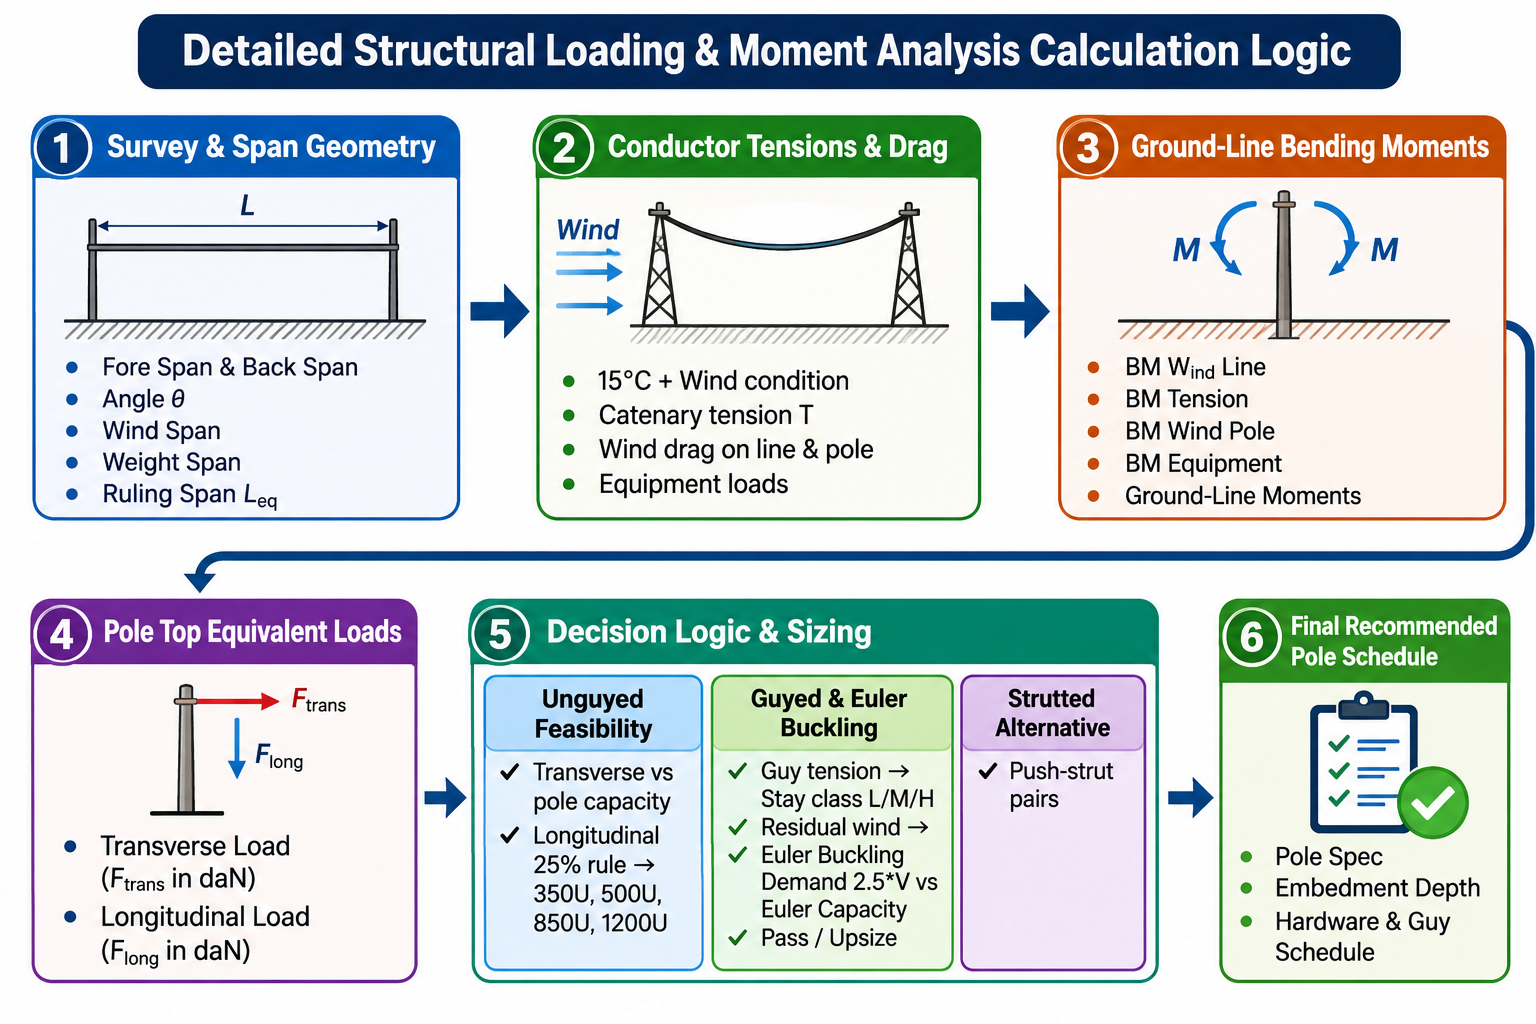 Detailed Structural Loading & Moment Analysis Calculation Logic
1 Survey & Span Geometry
L
Fore Span & Back Span
Angle θ
Wind Span
Weight Span
Ruling Span Leq
2 Conductor Tensions & Drag
Wind
15°C + Wind condition
Catenary tension T
Wind drag on line & pole
Equipment loads
3 Ground-Line Bending Moments
M M
BM Wind Line
BM Tension
BM Wind Pole
BM Equipment
Ground-Line Moments
4 Pole Top Equivalent Loads
Ftrans
Flong
Transverse Load
(Ftrans in daN)
Longitudinal Load
(Flong in daN)
5 Decision Logic & Sizing
Unguyed
Feasibility
Transverse vs
pole capacity
Longitudinal
25% rule →
350U, 500U,
850U, 1200U
Guyed & Euler
Buckling
Guy tension →
Stay class L/M/H
Residual wind →
Euler Buckling
Demand 2.5*V vs
Euler Capacity
Pass / Upsize
Strutted
Alternative
Push-strut
pairs
6 Final Recommended
Pole Schedule
Pole Spec
Embedment Depth
Hardware & Guy
Schedule